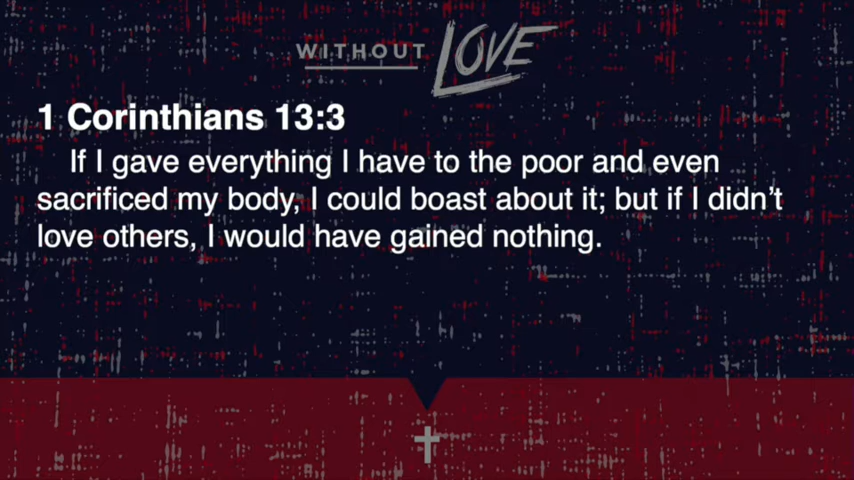 WITHOUT LOVE
1 Corinthians 13:3
If I gave everything I have to the poor and even
sacrificed my body, I could boast about it; but if I didn’t
love others, I would have gained nothing.